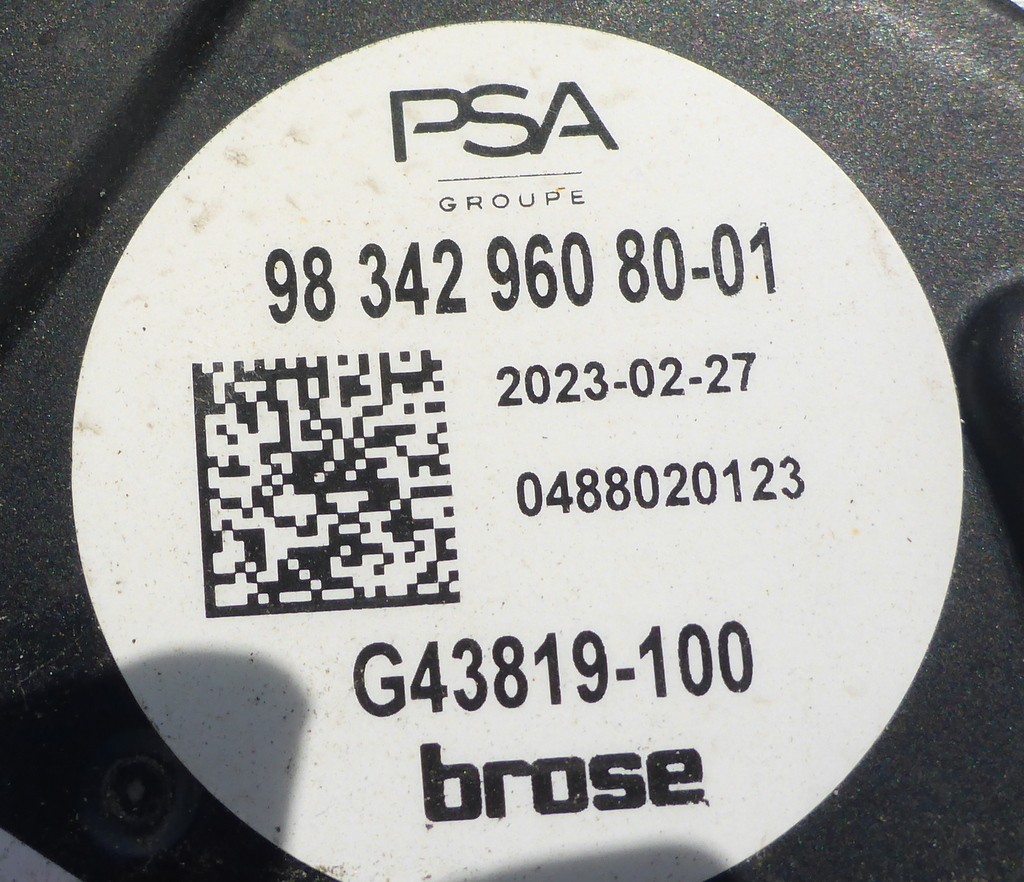 PSA
GROUPE
98 342 960 80-01
2023-02-27
0488020123
G43819-100
brose